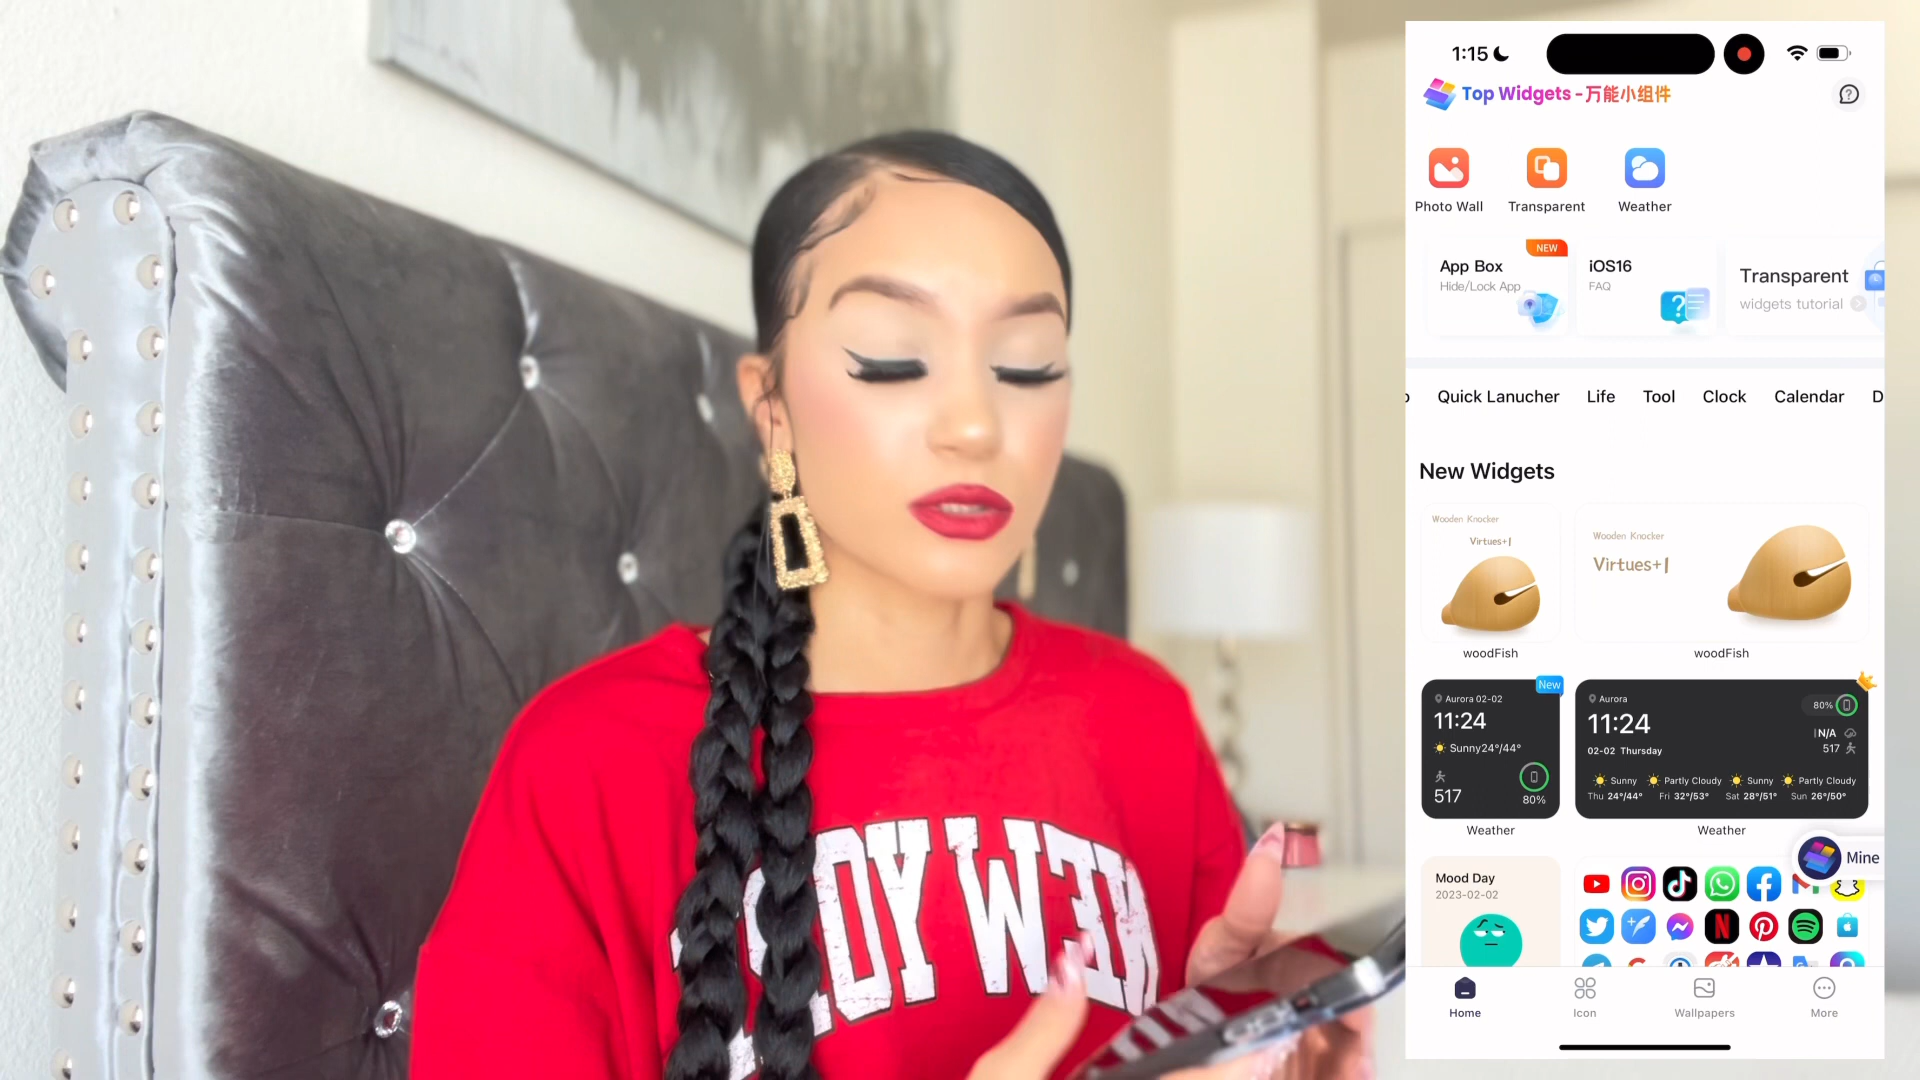 1:15
Top Widgets - 万能小组件
Photo Wall
Transparent
Weather
NEW
App Box
Hide/Lock App
iOS16
FAQ
Transparent
widgets tutorial
Quick Lanucher
Life
Tool
Clock
Calendar
D
New Widgets
Wooden Knocker
Virtues+1
Wooden Knocker
Virtues+1
woodFish
woodFish
New
Aurora 02-02
11:24
Sunny24°/44°
517
80%
Aurora
11:24
02-02 Thursday
80%
N/A
517
Sunny Partly Cloudy Sunny Partly Cloudy
Thu 24°/44° Fri 32°/53° Sat 28°/51° Sun 26°/50°
Weather
Weather
Mine
Mood Day
2023-02-02
Home
Icon
Wallpapers
More